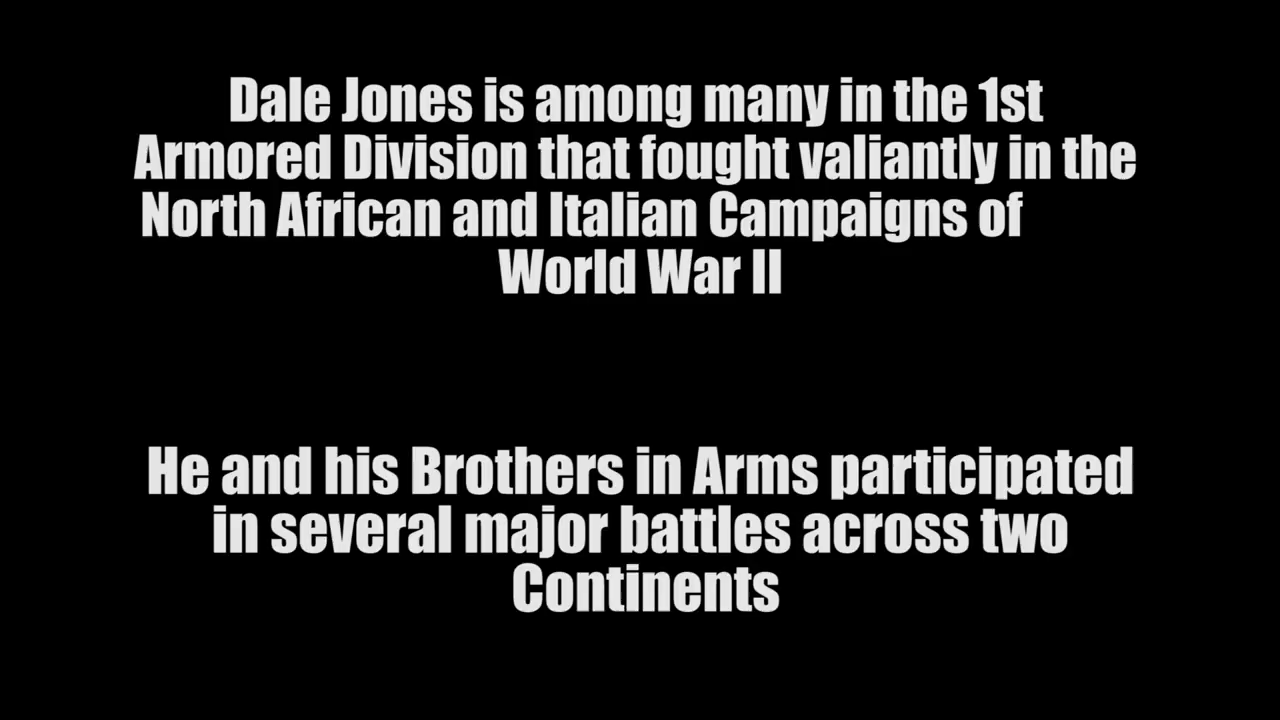 Dale Jones is among many in the 1st
Armored Division that fought valiantly in the
North African and Italian Campaigns of
World War II
He and his Brothers in Arms participated
in several major battles across two
Continents